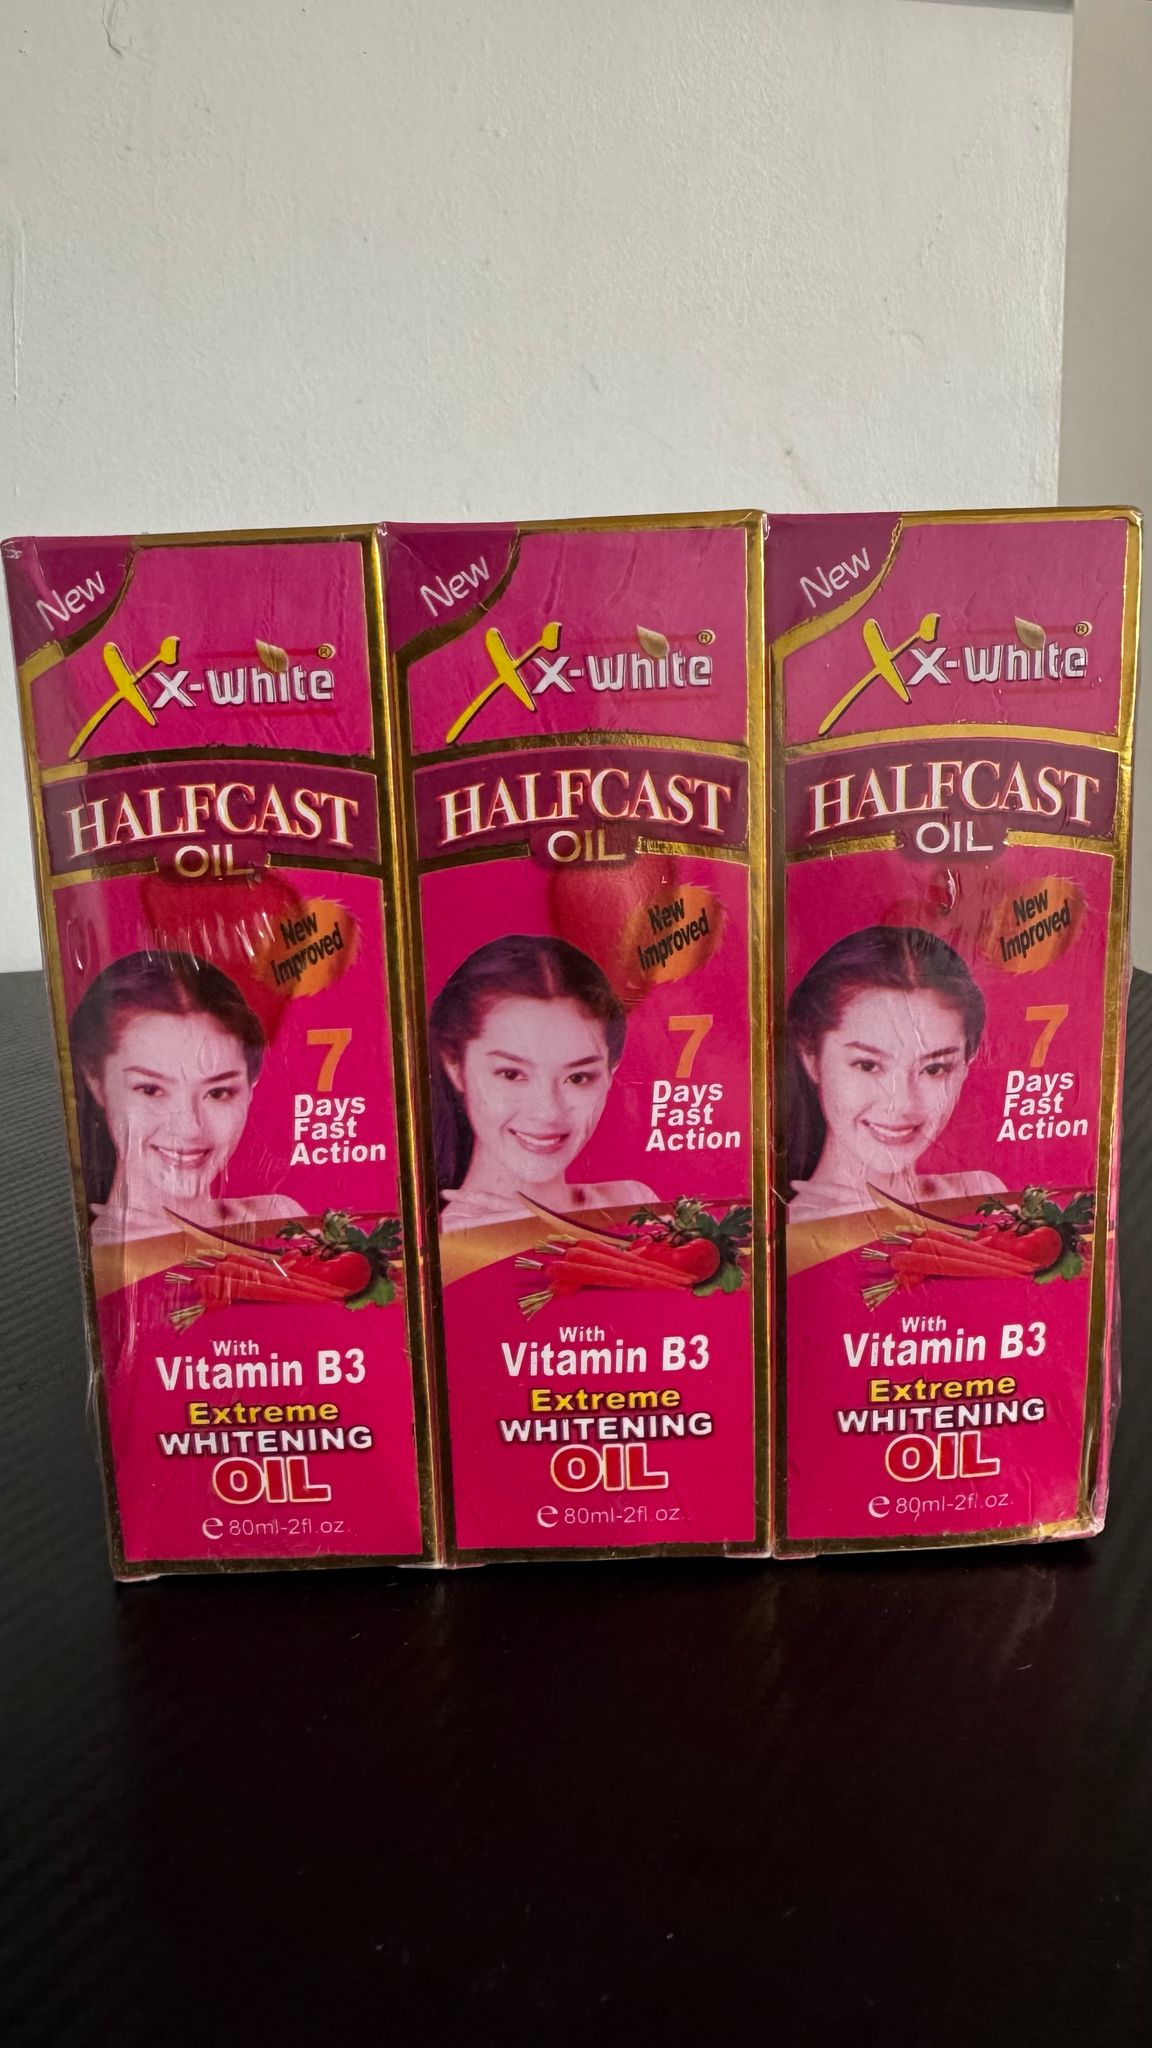 New
X-White®
HALFCAST
OIL
New
Improved
7
Days
Fast
Action
With
Vitamin B3
Extreme
WHITENING
OIL
e 80ml-2fl.oz.
New
X-White®
HALFCAST
OIL
New
Improved
7
Days
Fast
Action
With
Vitamin B3
Extreme
WHITENING
OIL
e 80ml-2fl.oz.
New
X-White®
HALFCAST
OIL
New
Improved
7
Days
Fast
Action
With
Vitamin B3
Extreme
WHITENING
OIL
e 80ml-2fl.oz.